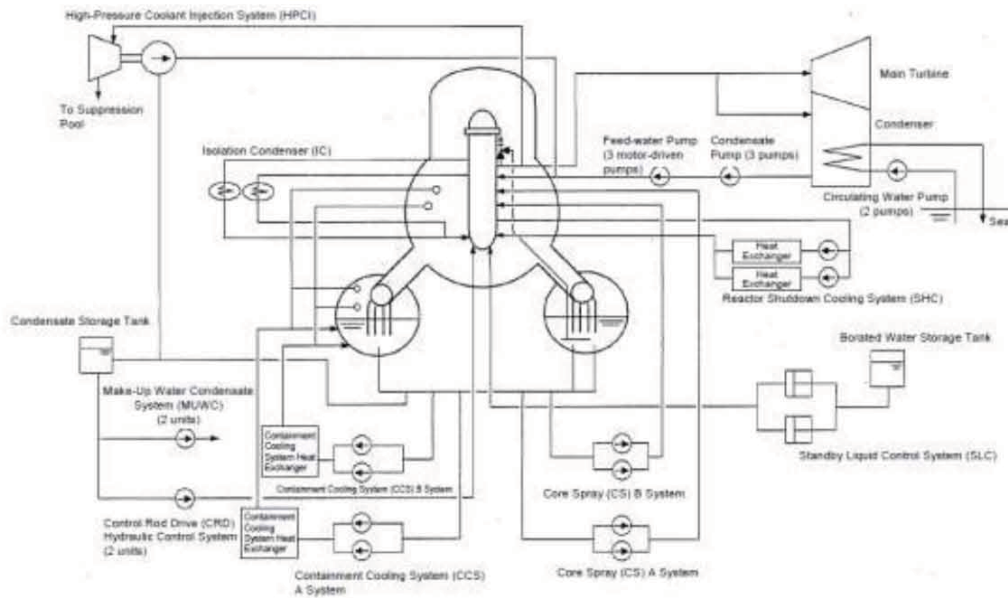 High-Pressure Coolant Injection System (HPCI)
To Suppression
Pool
Main Turbine
Condenser
Feed-water Pump
(3 motor-driven
pumps)
Condensate
Pump (3 pumps)
Isolation Condenser (IC)
Circulating Water Pump
(2 pumps)
Sea
Heat
Exchanger
Heat
Exchanger
Reactor Shutdown Cooling System (SHC)
Condensate Storage Tank
Borated Water Storage Tank
Make-Up Water Condensate
System (MUWC)
(2 units)
Containment
Cooling
System Heat
Exchanger
Containment Cooling System (CCS) B System
Core Spray (CS) B System
Standby Liquid Control System (SLC)
Control Rod Drive (CRD)
Hydraulic Control System
(2 units)
Containment
Cooling
System Heat
Exchanger
Containment Cooling System (CCS)
A System
Core Spray (CS) A System